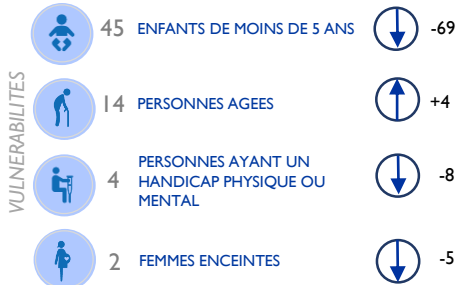 VULNERABILITES
45 ENFANTS DE MOINS DE 5 ANS -69
14 PERSONNES AGEES +4
4 PERSONNES AYANT UN
HANDICAP PHYSIQUE OU
MENTAL -8
2 FEMMES ENCEINTES -5